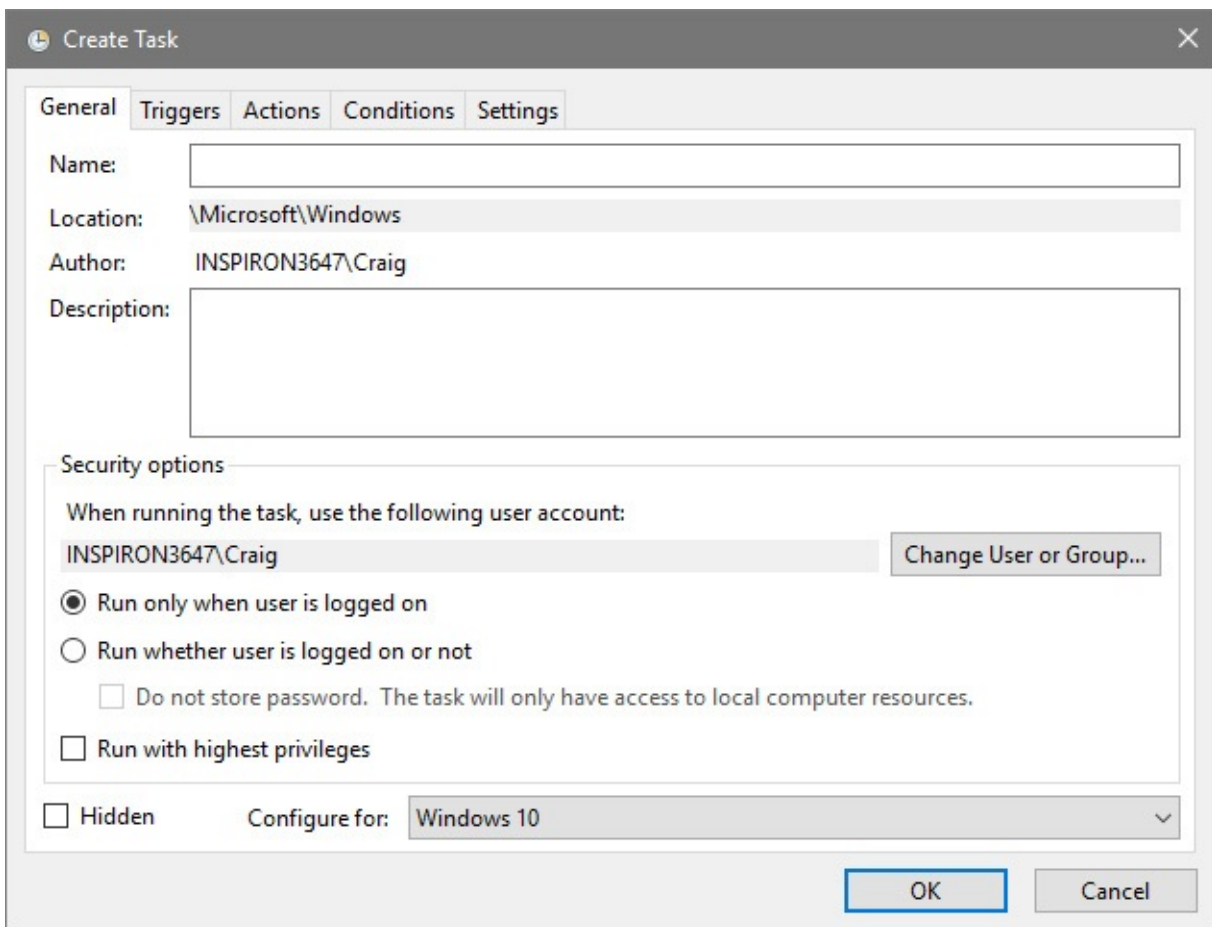 Create Task
General Triggers Actions Conditions Settings
Name:
Location: \Microsoft\Windows
Author: INSPIRON3647\Craig
Description:
Security options
When running the task, use the following user account:
INSPIRON3647\Craig Change User or Group...
Run only when user is logged on
Run whether user is logged on or not
Do not store password. The task will only have access to local computer resources.
Run with highest privileges
Hidden Configure for: Windows 10
OK Cancel